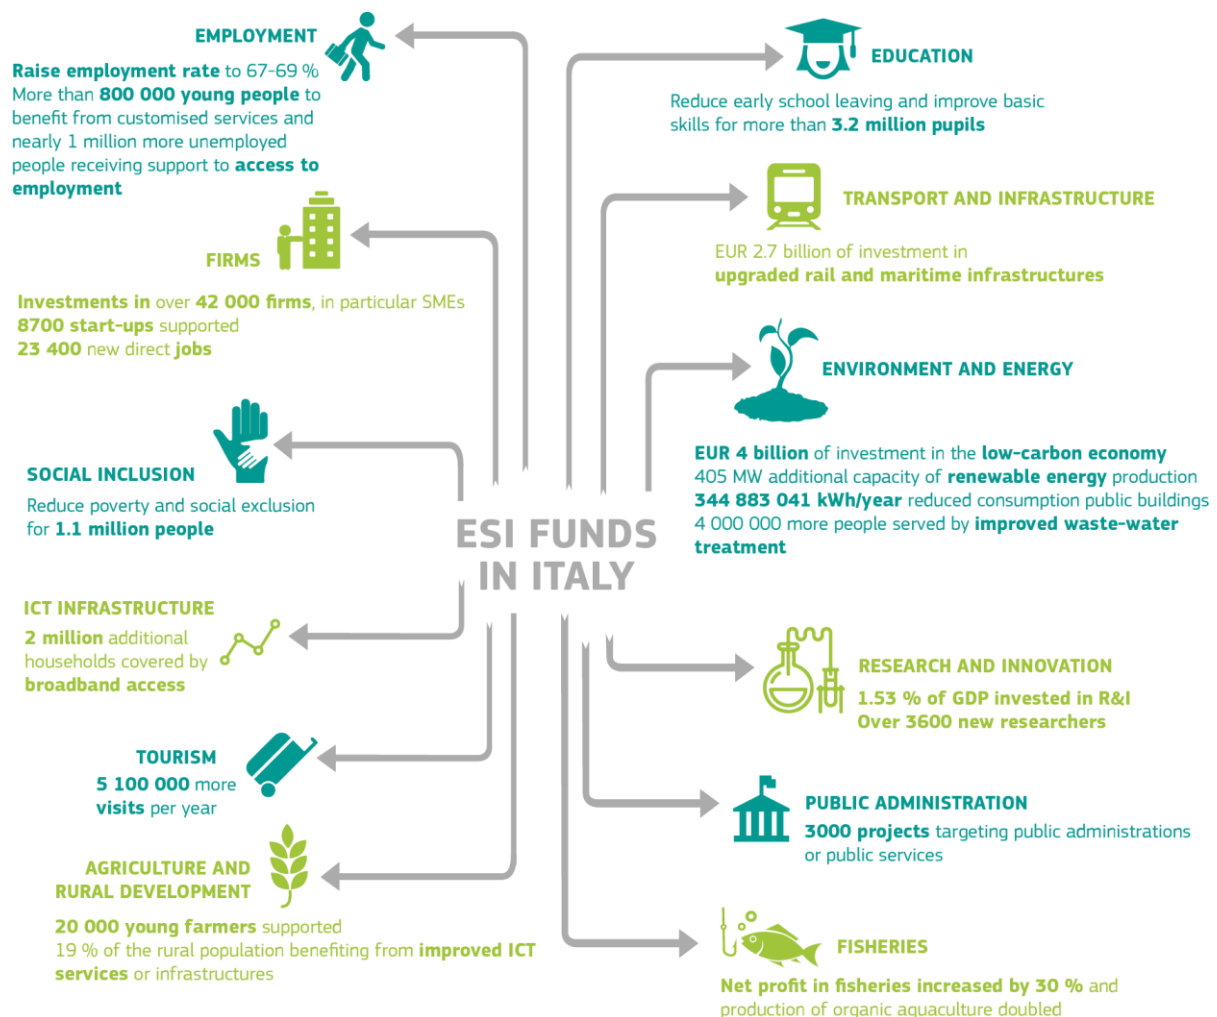 EMPLOYMENT
Raise employment rate to 67-69 %
More than 800 000 young people to
benefit from customised services and
nearly 1 million more unemployed
people receiving support to access to
employment
FIRMS
Investments in over 42 000 firms, in particular SMEs
8700 start-ups supported
23 400 new direct jobs
SOCIAL INCLUSION
Reduce poverty and social exclusion
for 1.1 million people
ICT INFRASTRUCTURE
2 million additional
households covered by
broadband access
TOURISM
5 100 000 more
visits per year
AGRICULTURE AND
RURAL DEVELOPMENT
20 000 young farmers supported
19 % of the rural population benefiting from improved ICT
services or infrastructures
ESI FUNDS
IN ITALY
EDUCATION
Reduce early school leaving and improve basic
skills for more than 3.2 million pupils
TRANSPORT AND INFRASTRUCTURE
EUR 2.7 billion of investment in
upgraded rail and maritime infrastructures
ENVIRONMENT AND ENERGY
EUR 4 billion of investment in the low-carbon economy
405 MW additional capacity of renewable energy production
344 883 041 kWh/year reduced consumption public buildings
4 000 000 more people served by improved waste-water
treatment
RESEARCH AND INNOVATION
1.53 % of GDP invested in R&I
Over 3600 new researchers
PUBLIC ADMINISTRATION
3000 projects targeting public administrations
or public services
FISHERIES
Net profit in fisheries increased by 30 % and
production of organic aquaculture doubled